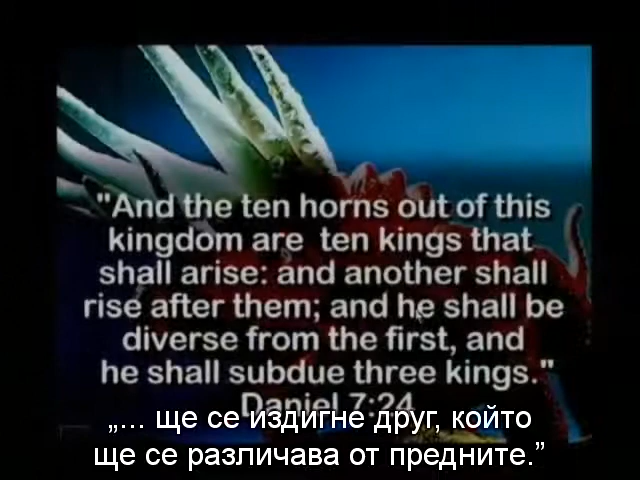 "And the ten horns out of this
kingdom are ten kings that
shall arise: and another shall
rise after them; and he shall be
diverse from the first, and
he shall subdue three kings."
Daniel 7:24
„... ще се издигне друг, който
ще се различава от предните.”